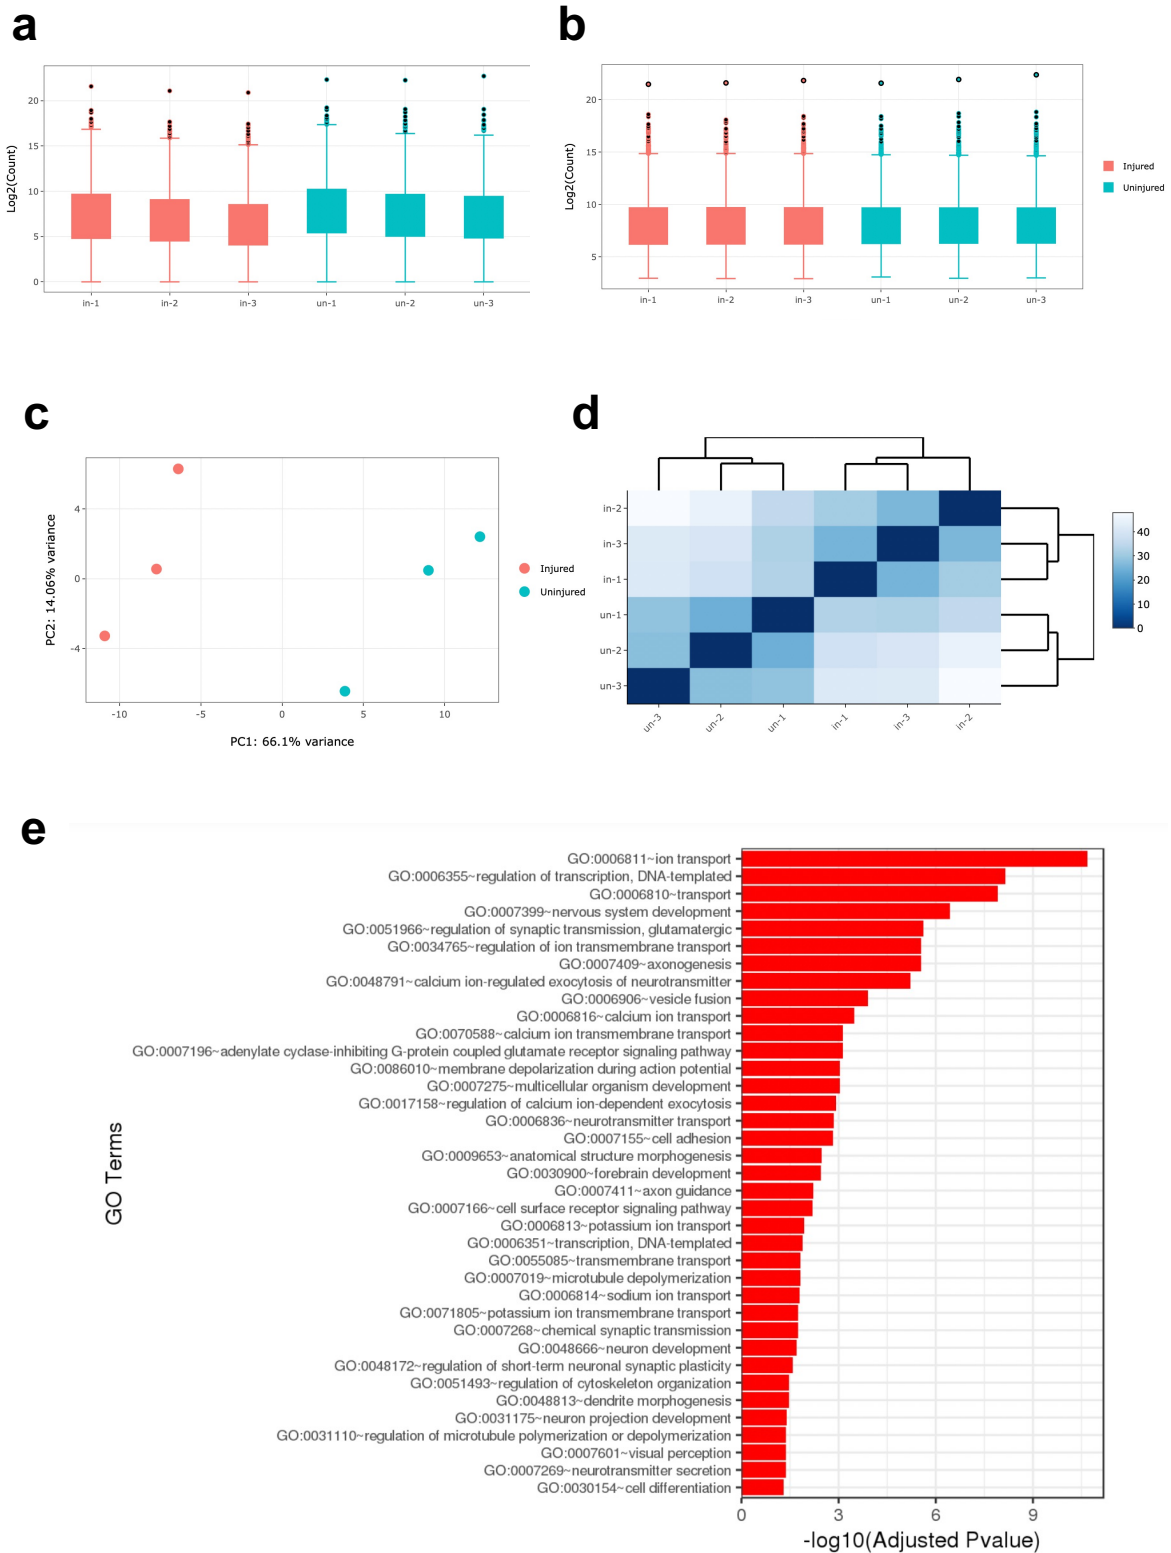 a
Log2(Count)
20
15
10
5
0
in-1 in-2 in-3 un-1 un-2 un-3
b
Log2(Count)
20
15
10
5
in-1 in-2 in-3 un-1 un-2 un-3
Injured
Uninjured
c
PC2: 14.06% variance
4
0
-4
-10 -5 0 5 10
PC1: 66.1% variance
Injured
Uninjured
d
in-2
in-3
in-1
un-1
un-2
un-3
un-3 un-2 un-1 in-1 in-3 in-2
40
30
20
10
0
e
GO Terms
GO:0006811~ion transport
GO:0006355~regulation of transcription, DNA-templated
GO:0006810~transport
GO:0007399~nervous system development
GO:0051966~regulation of synaptic transmission, glutamatergic
GO:0034765~regulation of ion transmembrane transport
GO:0007409~axonogenesis
GO:0048791~calcium ion-regulated exocytosis of neurotransmitter
GO:0006906~vesicle fusion
GO:0006816~calcium ion transport
GO:0070588~calcium ion transmembrane transport
GO:0007196~adenylate cyclase-inhibiting G-protein coupled glutamate receptor signaling pathway
GO:0086010~membrane depolarization during action potential
GO:0007275~multicellular organism development
GO:0017158~regulation of calcium ion-dependent exocytosis
GO:0006836~neurotransmitter transport
GO:0007155~cell adhesion
GO:0009653~anatomical structure morphogenesis
GO:0030900~forebrain development
GO:0007411~axon guidance
GO:0007166~cell surface receptor signaling pathway
GO:0006813~potassium ion transport
GO:0006351~transcription, DNA-templated
GO:0055085~transmembrane transport
GO:0007019~microtubule depolymerization
GO:0006814~sodium ion transport
GO:0071805~potassium ion transmembrane transport
GO:0007268~chemical synaptic transmission
GO:0048666~neuron development
GO:0048172~regulation of short-term neuronal synaptic plasticity
GO:0051493~regulation of cytoskeleton organization
GO:0048813~dendrite morphogenesis
GO:0031175~neuron projection development
GO:0031110~regulation of microtubule polymerization or depolymerization
GO:0007601~visual perception
GO:0007269~neurotransmitter secretion
GO:0030154~cell differentiation
0 3 6 9
-log10(Adjusted Pvalue)